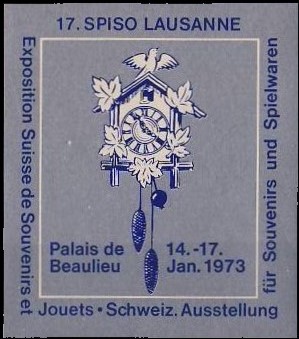 17. SPISO LAUSANNE
Exposition Suisse de Souvenirs et
Jouets • Schweiz. Ausstellung
für Souvenirs und Spielwaren
Palais de
Beaulieu
14.-17.
Jan. 1973